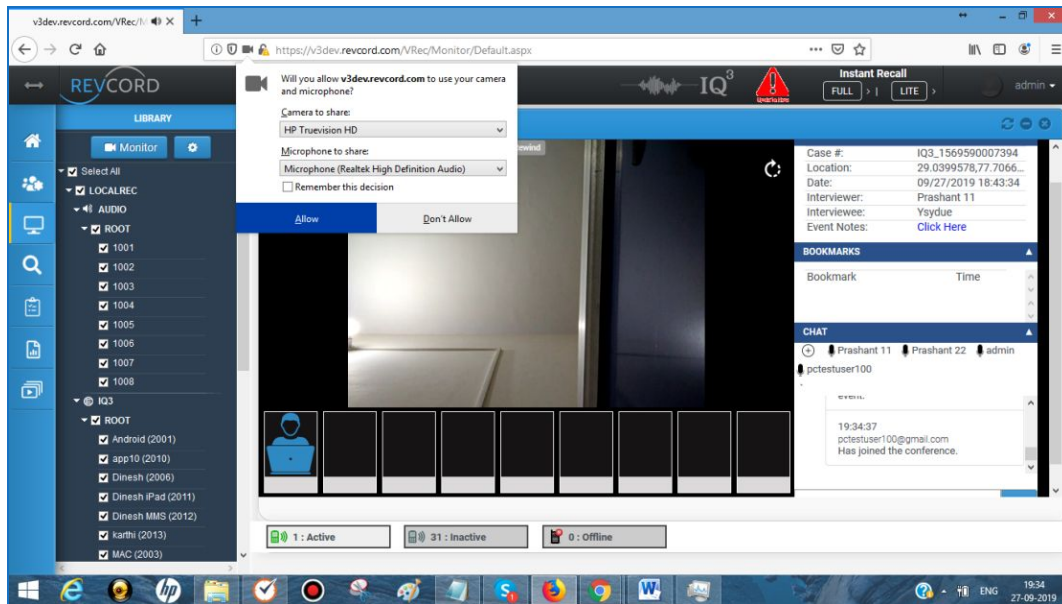 v3dev.revcord.com/VRec/M
https://v3dev.revcord.com/VRec/Monitor/Default.aspx
Will you allow v3dev.revcord.com to use your camera
and microphone?
Camera to share:
HP Truevision HD
Microphone to share:
Microphone (Realtek High Definition Audio)
Remember this decision
Allow
Don't Allow
REVCORD
IQ3
Instant Recall
FULL > | LITE >
admin
LIBRARY
Monitor
Select All
LOCALREC
AUDIO
ROOT
1001
1002
1003
1004
1005
1006
1007
1008
IQ3
ROOT
Android (2001)
app10 (2010)
Dinesh (2006)
Dinesh iPad (2011)
Dinesh MMS (2012)
karthi (2013)
MAC (2003)
ewind
Case #: IQ3_1569590007394
Location: 29.0399578,77.7066...
Date: 09/27/2019 18:43:34
Interviewer: Prashant 11
Interviewee: Ysydue
Event Notes: Click Here
BOOKMARKS
Bookmark Time
CHAT
Prashant 11 Prashant 22 admin
pctestuser100
event.
19:34:37
pctestuser100@gmail.com
Has joined the conference.
1 : Active
31 : Inactive
0 : Offline
ENG
19:34
27-09-2019